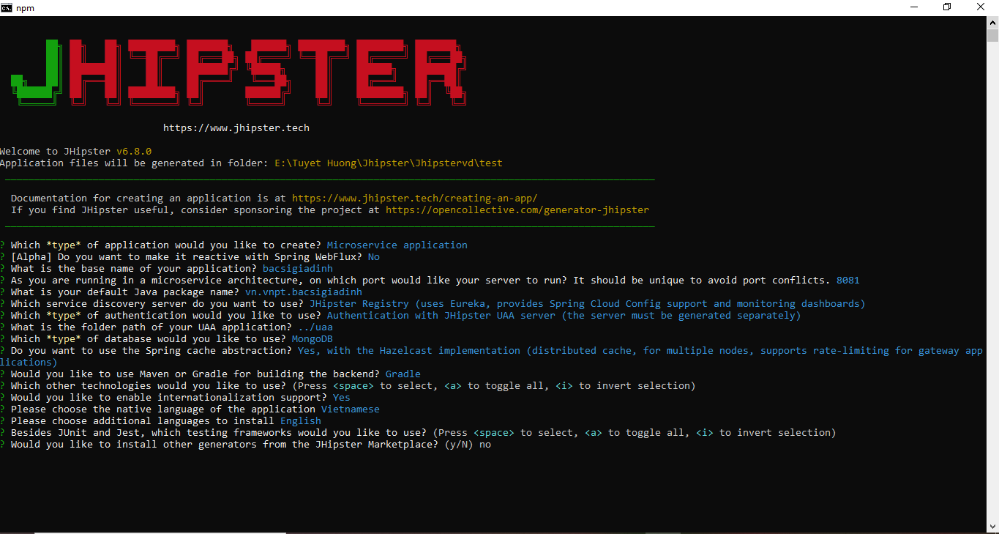 npm
JHIPSTER
https://www.jhipster.tech
Welcome to JHipster v6.8.0
Application files will be generated in folder: E:\Tuyet Huong\Jhipster\Jhipstervd\test
Documentation for creating an application is at https://www.jhipster.tech/creating-an-app/
If you find JHipster useful, consider sponsoring the project at https://opencollective.com/generator-jhipster
? Which *type* of application would you like to create? Microservice application
? [Alpha] Do you want to make it reactive with Spring WebFlux? No
? What is the base name of your application? bacsigiadinh
? As you are running in a microservice architecture, on which port would like your server to run? It should be unique to avoid port conflicts. 8081
? What is your default Java package name? vn.vnpt.bacsigiadinh
? Which service discovery server do you want to use? JHipster Registry (uses Eureka, provides Spring Cloud Config support and monitoring dashboards)
? Which *type* of authentication would you like to use? Authentication with JHipster UAA server (the server must be generated separately)
? What is the folder path of your UAA application? ../uaa
? Which *type* of database would you like to use? MongoDB
? Do you want to use the Spring cache abstraction? Yes, with the Hazelcast implementation (distributed cache, for multiple nodes, supports rate-limiting for gateway app
lications)
? Would you like to use Maven or Gradle for building the backend? Gradle
? Which other technologies would you like to use? (Press <space> to select, <a> to toggle all, <i> to invert selection)
? Would you like to enable internationalization support? Yes
? Please choose the native language of the application Vietnamese
? Please choose additional languages to install English
? Besides JUnit and Jest, which testing frameworks would you like to use? (Press <space> to select, <a> to toggle all, <i> to invert selection)
? Would you like to install other generators from the JHipster Marketplace? (y/N) no